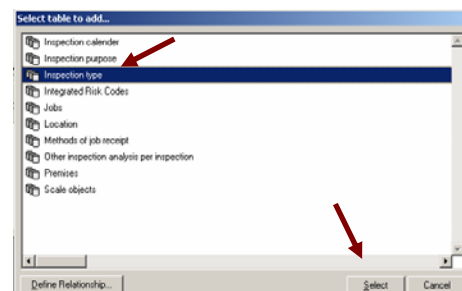 Select table to add...
Inspection calender
Inspection purpose
Inspection type
Integrated Risk Codes
Jobs
Location
Methods of job receipt
Other inspection analysis per inspection
Premises
Scale objects
Define Relationship...
Select
Cancel